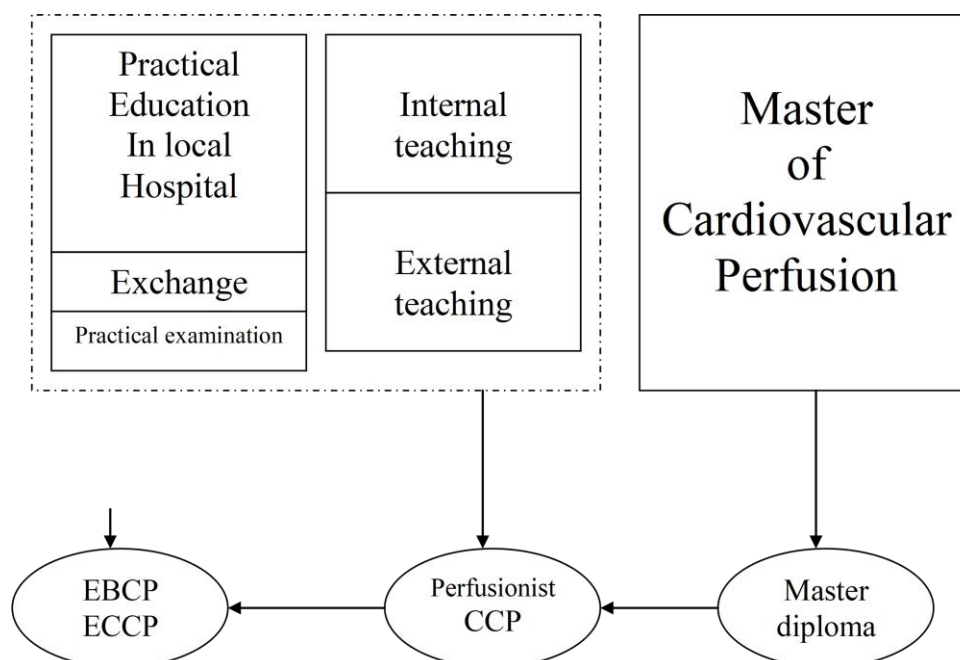 Practical
Education
In local
Hospital
Exchange
Practical examination
Internal
teaching
External
teaching
Master
of
Cardiovascular
Perfusion
EBCP
ECCP
Perfusionist
CCP
Master
diploma